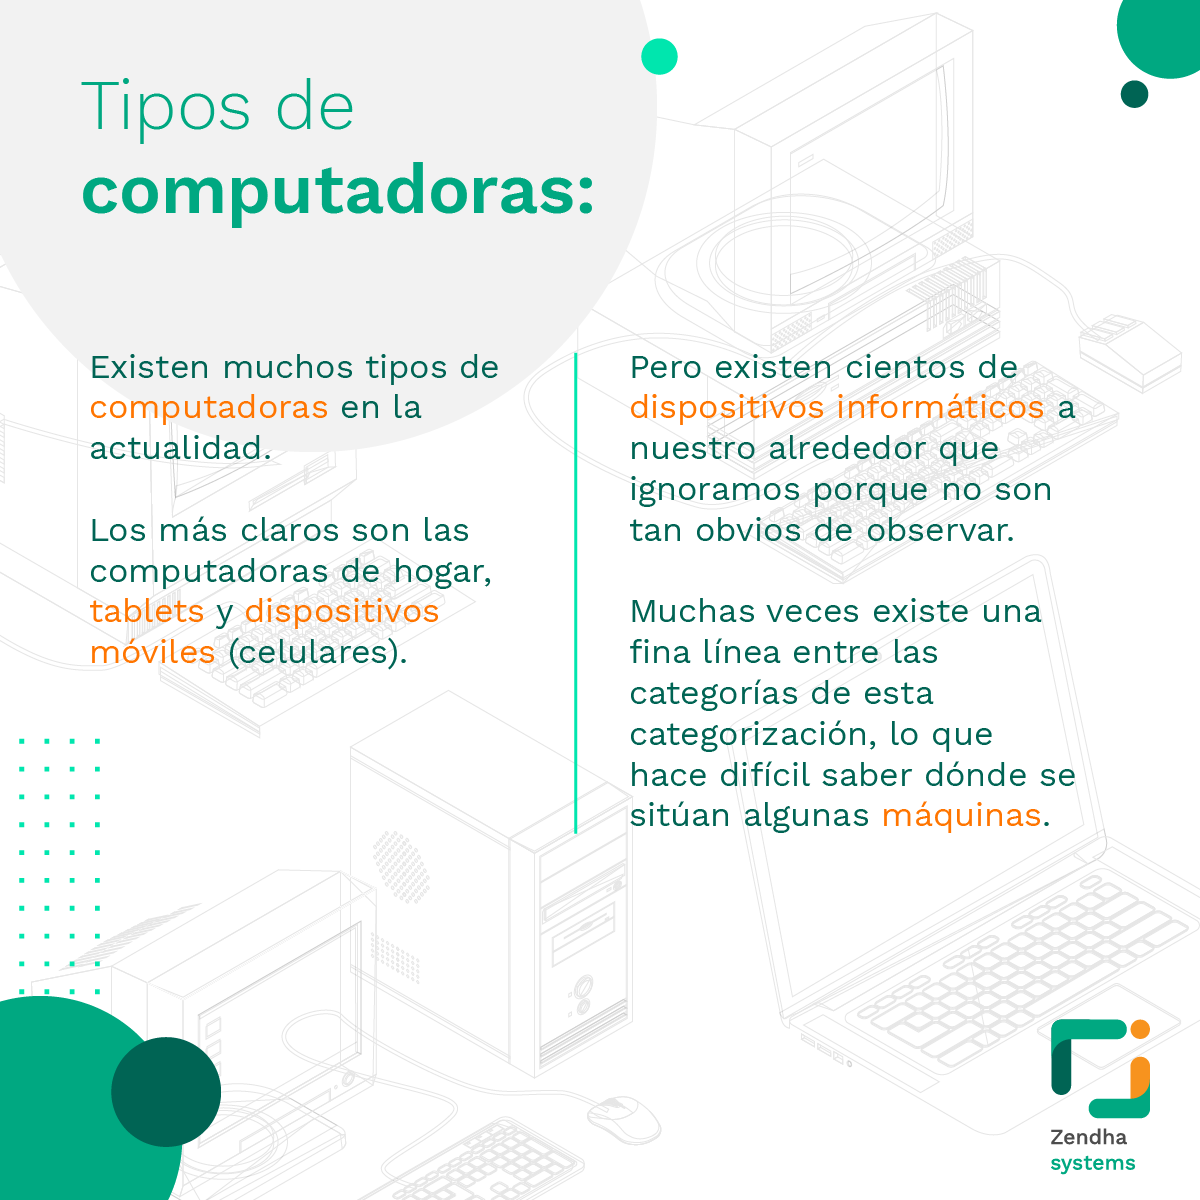 Tipos de
computadoras:
Existen muchos tipos de
computadoras en la
actualidad.
Los más claros son las
computadoras de hogar,
tablets y dispositivos
móviles (celulares).
Pero existen cientos de
dispositivos informáticos a
nuestro alrededor que
ignoramos porque no son
tan obvios de observar.
Muchas veces existe una
fina línea entre las
categorías de esta
categorización, lo que
hace difícil saber dónde se
sitúan algunas máquinas.
Zendha
systems